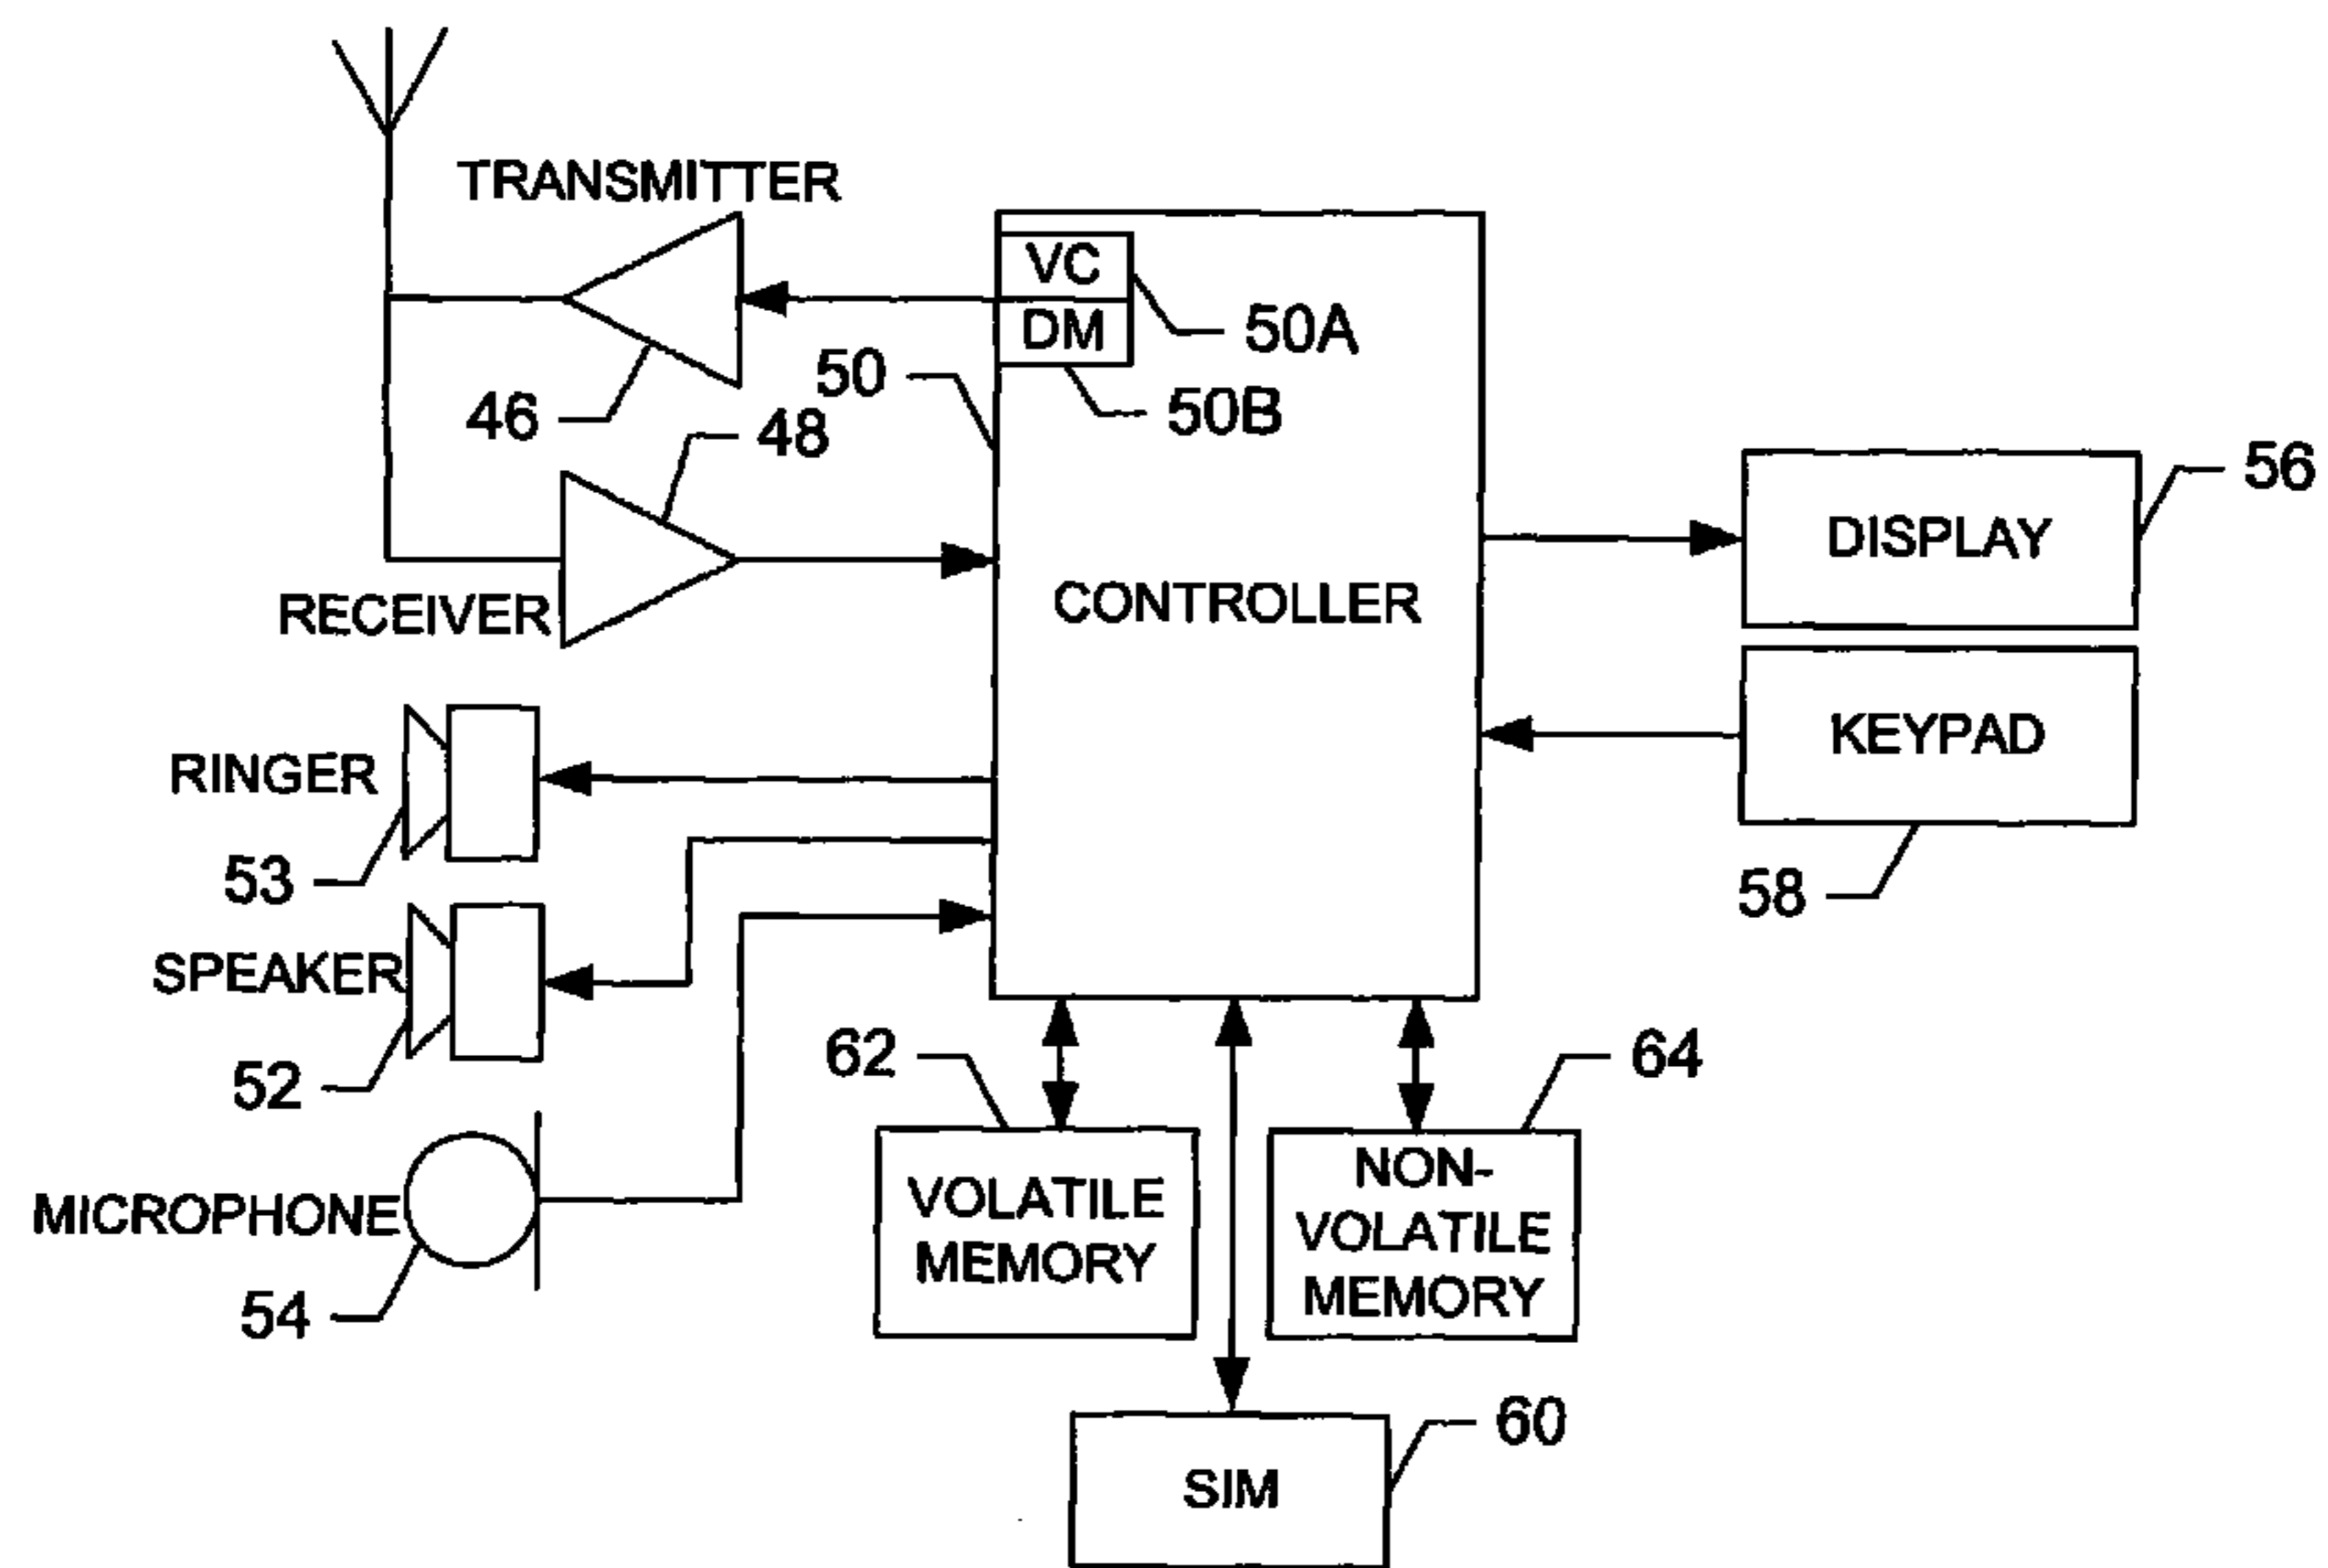 TRANSMITTER
VC
DM
50A
50
50B
46
48
56
DISPLAY
CONTROLLER
RECEIVER
KEYPAD
RINGER
53
58
SPEAKER
62
64
52
NON-
VOLATILE
MEMORY
VOLATILE
MEMORY
MICROPHONE
54
60
SIM